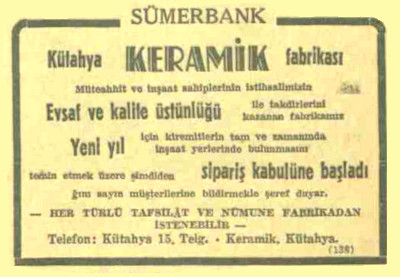 SÜMERBANK
Kütahya KERAMİK fabrikası
Müteahhit ve inşaat sahiplerinin istihsalimizin
Evsaf ve kalite üstünlüğü ile takdirlerini kazanan fabrikamız
Yeni yıl için kiremitlerin tam ve zamanında inşaat yerlerinde bulunmasını
temin etmek üzere şimdiden sipariş kabulüne başladı
ğını sayın müşterilerine bildirmekle şeref duyar.
— HER TÜRLÜ TAFSİLÂT VE NÜMUNE FABRİKADAN
İSTENEBİLİR —
Telefon: Kütahya 15, Telg. - Keramik, Kütahya.
(138)